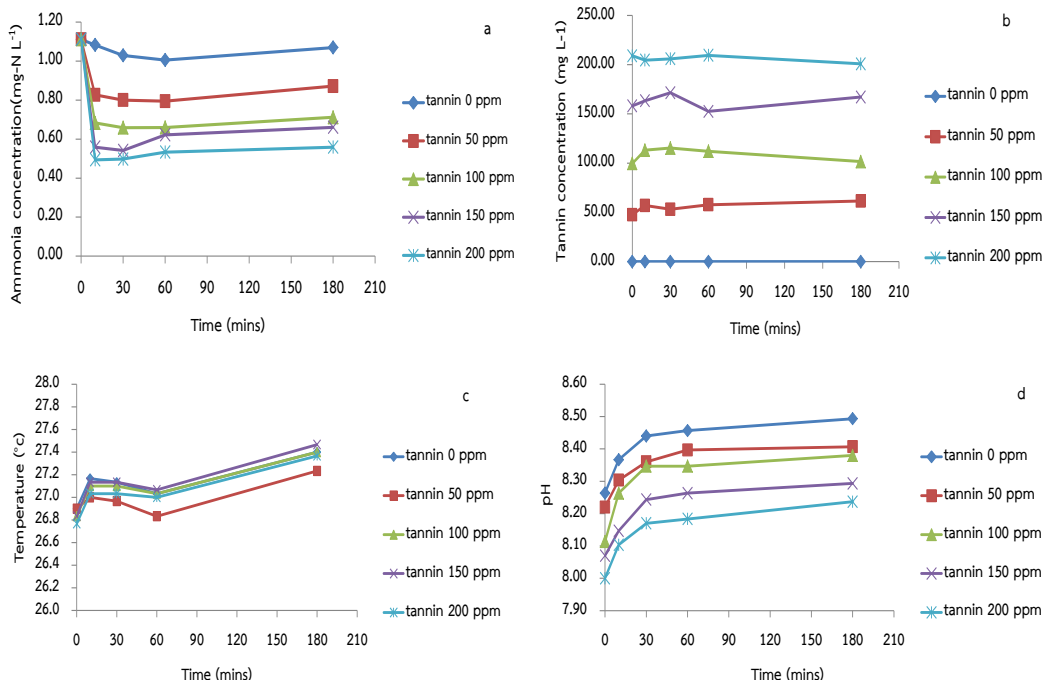 a
Ammonia concentration(mg-N L-1)
1.20
1.00
0.80
0.60
0.40
0.20
0.00
0 30 60 90 120 150 180 210
Time (mins)
tannin 0 ppm
tannin 50 ppm
tannin 100 ppm
tannin 150 ppm
tannin 200 ppm
b
Tannin concentration (mg L-1)
250.00
200.00
150.00
100.00
50.00
0.00
0 30 60 90 120 150 180 210
Time (mins)
tannin 0 ppm
tannin 50 ppm
tannin 100 ppm
tannin 150 ppm
tannin 200 ppm
c
Temperature (°c)
28.0
27.8
27.6
27.4
27.2
27.0
26.8
26.6
26.4
26.2
26.0
0 30 60 90 120 150 180 210
Time (mins)
tannin 0 ppm
tannin 50 ppm
tannin 100 ppm
tannin 150 ppm
tannin 200 ppm
d
pH
8.60
8.50
8.40
8.30
8.20
8.10
8.00
7.90
0 30 60 90 120 150 180 210
Time (mins)
tannin 0 ppm
tannin 50 ppm
tannin 100 ppm
tannin 150 ppm
tannin 200 ppm